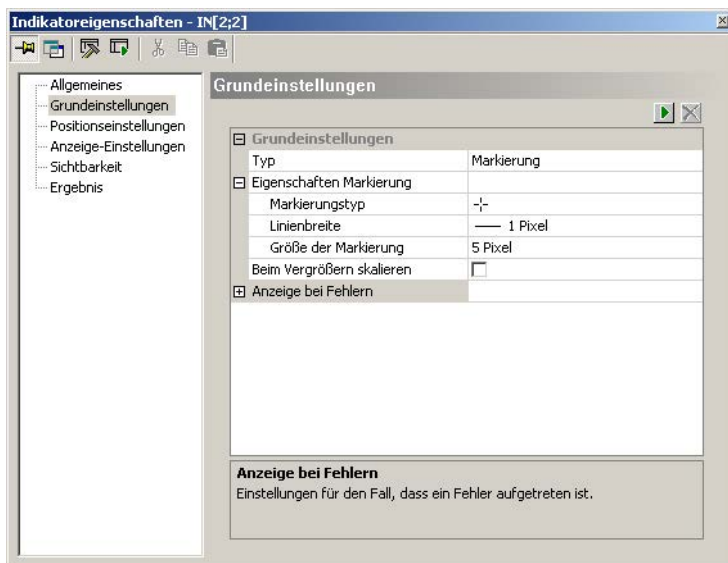 Indikatoreigenschaften - IN[2;2]
Allgemeines
Grundeinstellungen
Positionseinstellungen
Anzeige-Einstellungen
Sichtbarkeit
Ergebnis
Grundeinstellungen
Grundeinstellungen
Typ Markierung
Eigenschaften Markierung
Markierungstyp
Linienbreite 1 Pixel
Größe der Markierung 5 Pixel
Beim Vergrößern skalieren
Anzeige bei Fehlern
Anzeige bei Fehlern
Einstellungen für den Fall, dass ein Fehler aufgetreten ist.